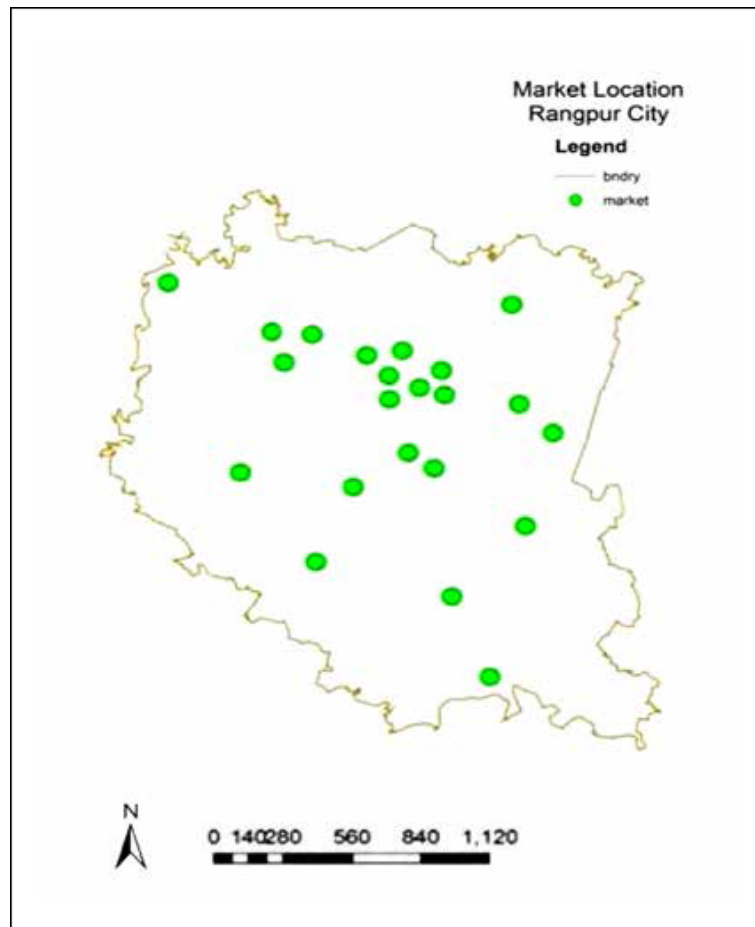 Market Location
Rangpur City
Legend
bndry
market
N
0 140280 560 840 1,120